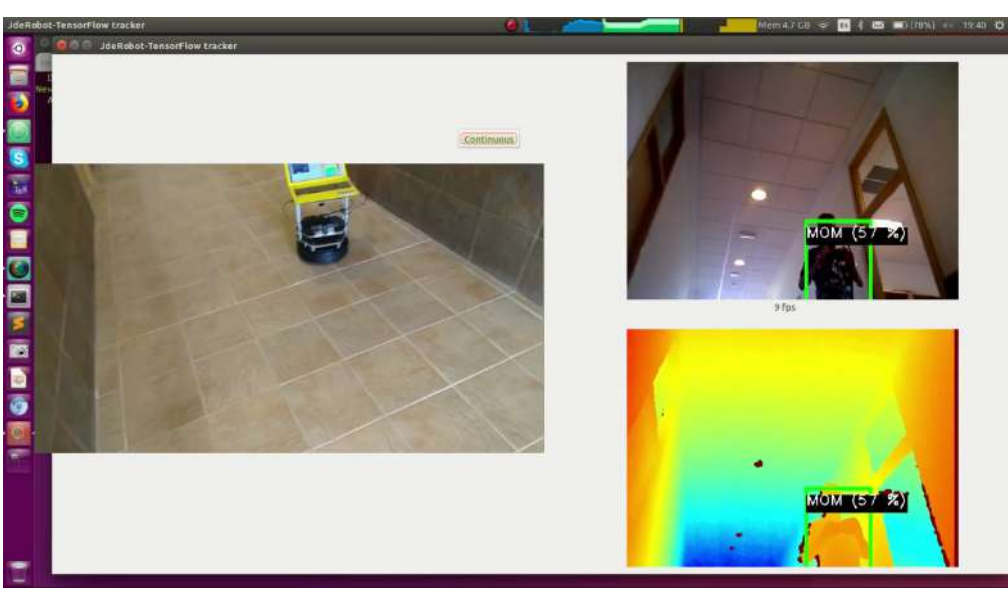 JdeRobot-TensorFlow tracker
Mem 4,7 GB
Es
(78%)
19:40
JdeRobot-TensorFlow tracker
Continuous
MOM (57 %)
9 fps
MOM (57 %)